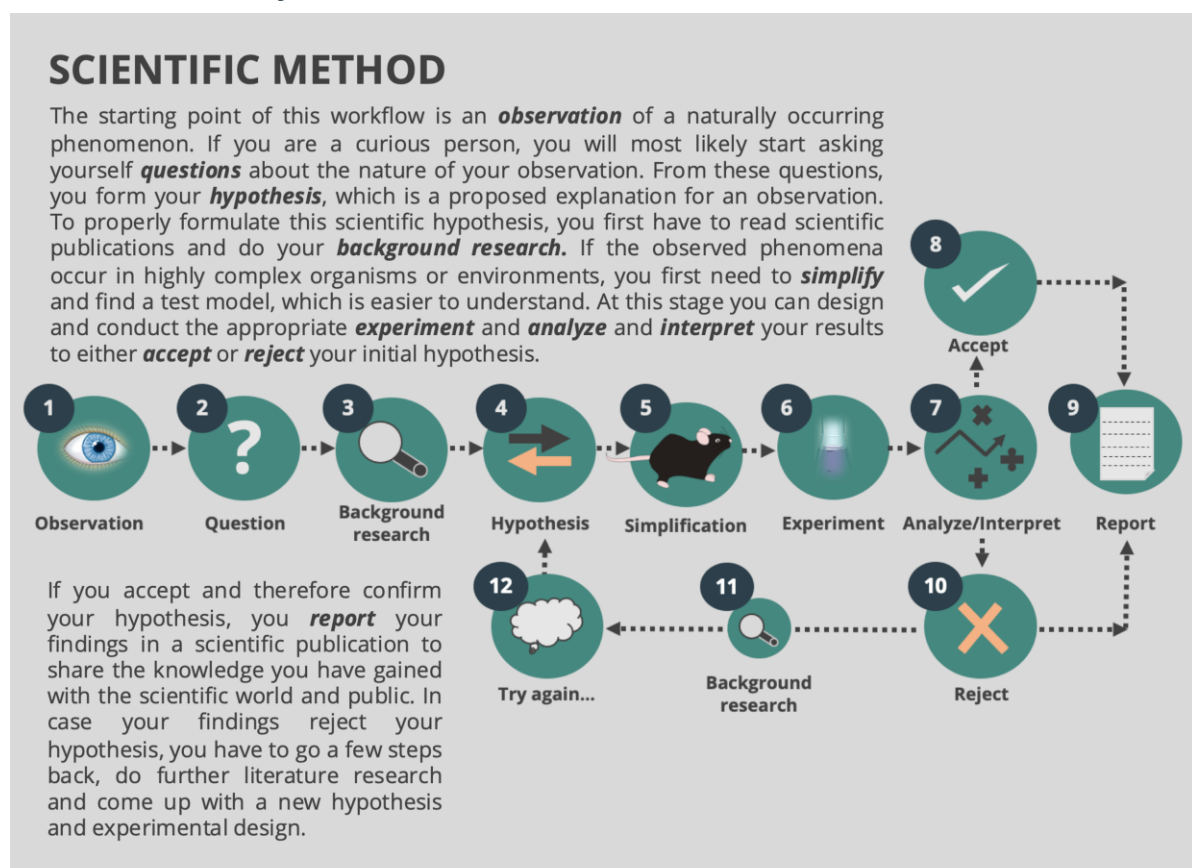 SCIENTIFIC METHOD
The starting point of this workflow is an observation of a naturally occurring
phenomenon. If you are a curious person, you will most likely start asking
yourself questions about the nature of your observation. From these questions,
you form your hypothesis, which is a proposed explanation for an observation.
To properly formulate this scientific hypothesis, you first have to read scientific
publications and do your background research. If the observed phenomena
occur in highly complex organisms or environments, you first need to simplify
and find a test model, which is easier to understand. At this stage you can design
and conduct the appropriate experiment and analyze and interpret your results
to either accept or reject your initial hypothesis.
8
Accept
1
2
3
4
5
6
7
9
?
Observation
Question
Background
research
Hypothesis
Simplification
Experiment
Analyze/Interpret
Report
12
11
10
Try again...
Background
research
Reject
If you accept and therefore confirm
your hypothesis, you report your
findings in a scientific publication to
share the knowledge you have gained
with the scientific world and public. In
case your findings reject your
hypothesis, you have to go a few steps
back, do further literature research
and come up with a new hypothesis
and experimental design.